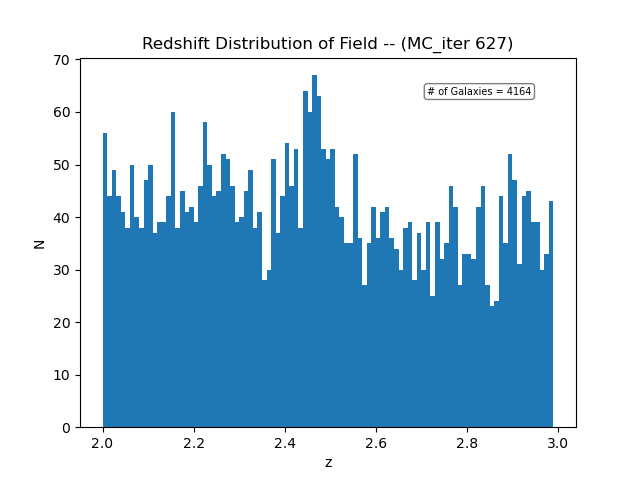 Redshift Distribution of Field -- (MC_iter 627)
# of Galaxies = 4164
70
60
50
40
30
20
10
0
N
2.0 2.2 2.4 2.6 2.8 3.0
z